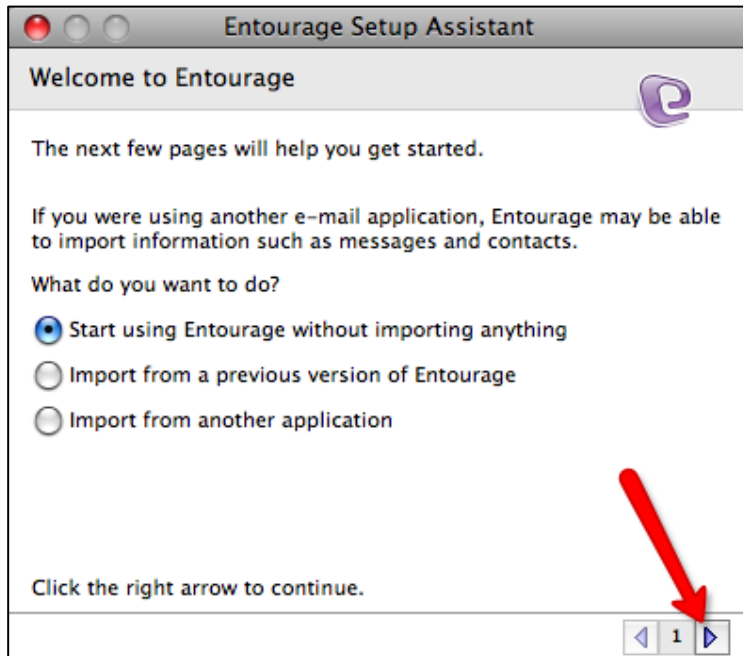 Entourage Setup Assistant
Welcome to Entourage
The next few pages will help you get started.
If you were using another e-mail application, Entourage may be able
to import information such as messages and contacts.
What do you want to do?
Start using Entourage without importing anything
Import from a previous version of Entourage
Import from another application
Click the right arrow to continue.
1